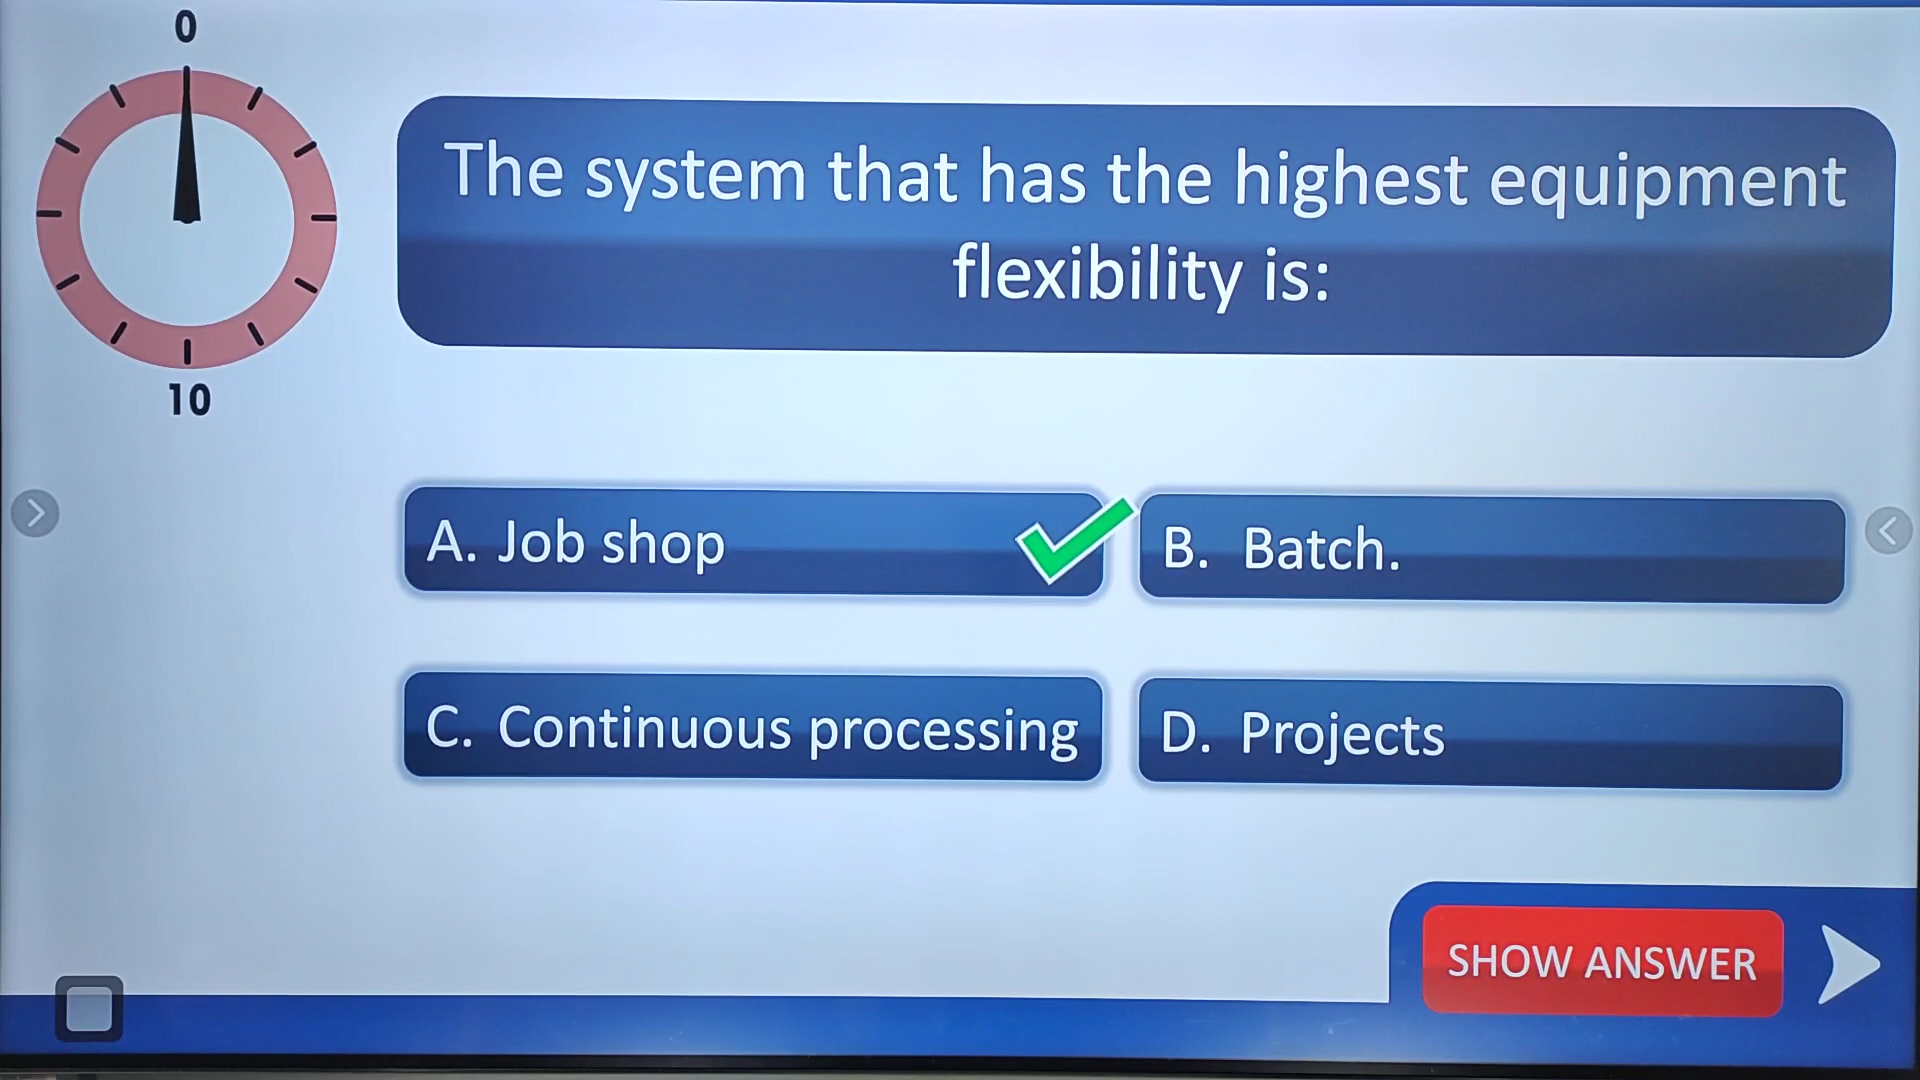 0
10
The system that has the highest equipment
flexibility is:
A. Job shop
B. Batch.
C. Continuous processing
D. Projects
SHOW ANSWER